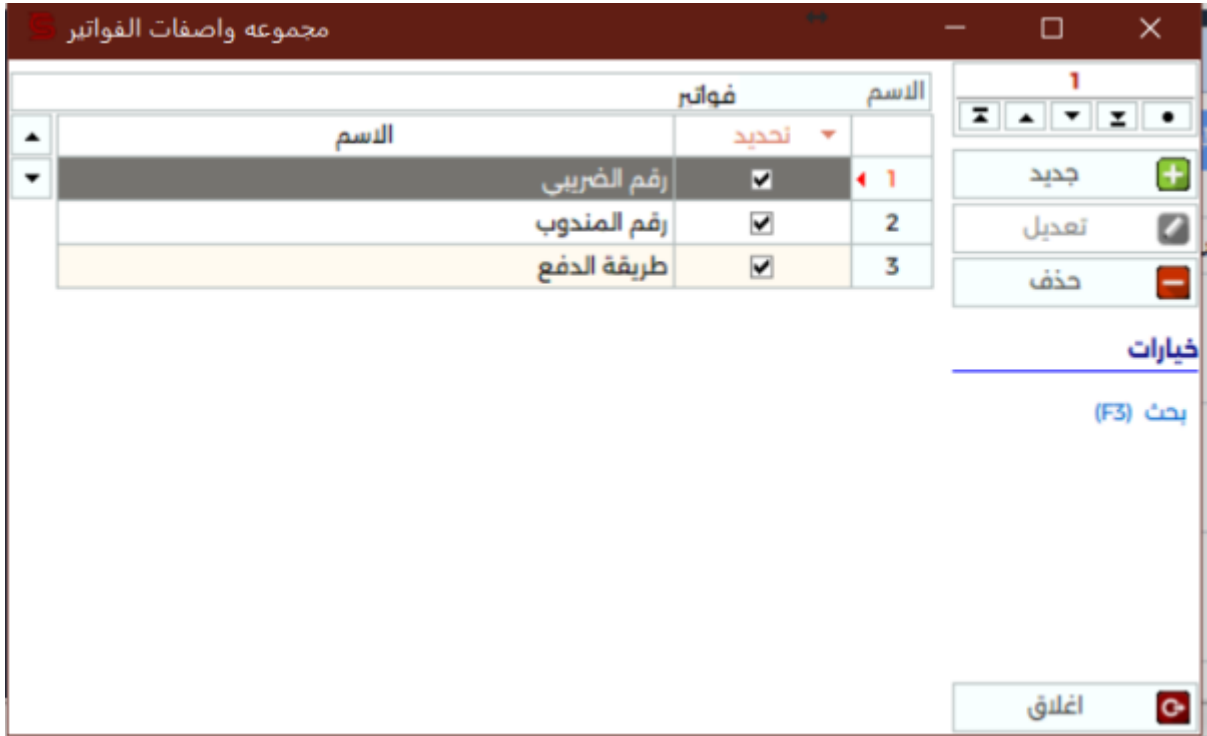 مجموعه واصفات الفواتير
1
الاسم فواتير
تحديد الاسم
1 رقم الضريبي
2 رقم المندوب
3 طريقة الدفع
جديد
تعديل
حذف
خيارات
بحث (F3)
اغلاق